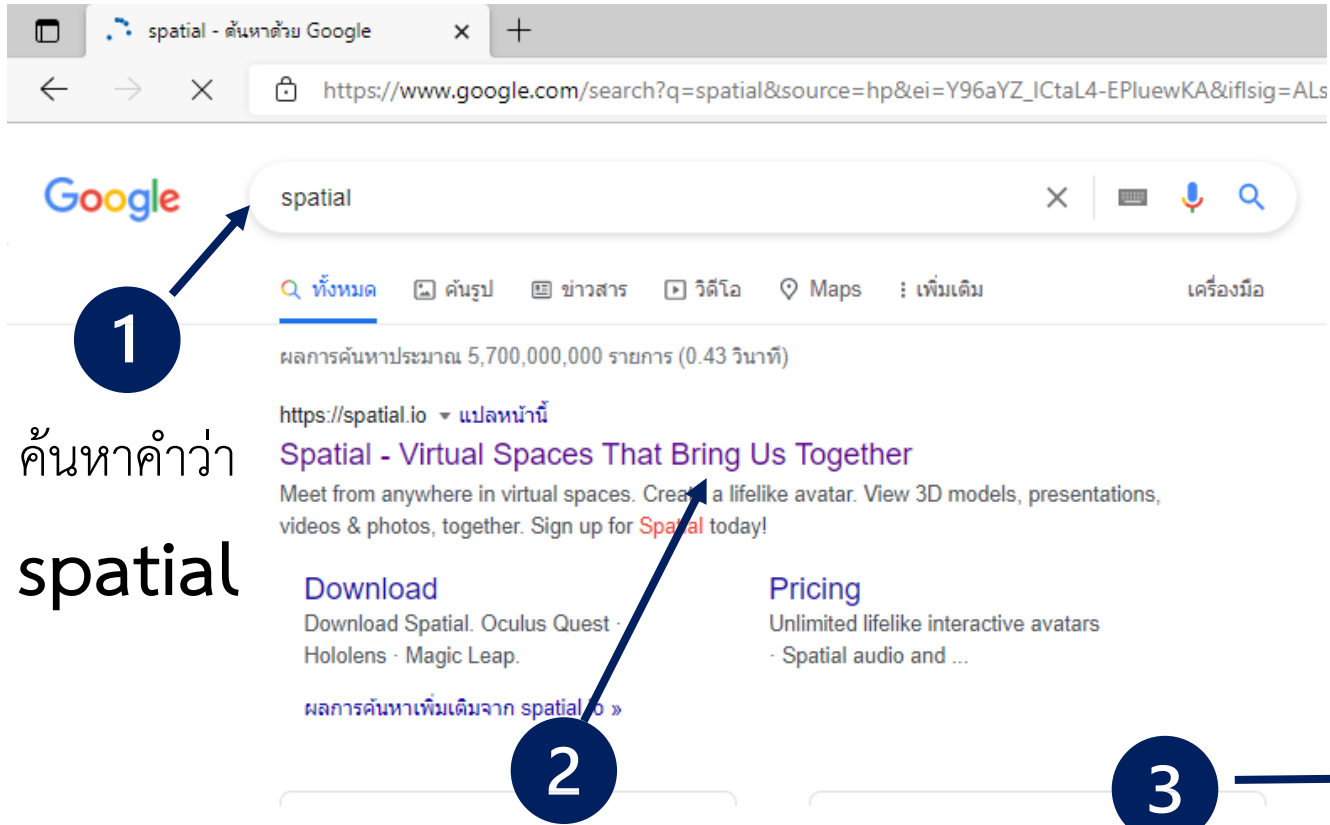 spatial - ค้นหาด้วย Google
https://www.google.com/search?q=spatial&source=hp&ei=Y96aYZ_ICtaL4-EPluewKA&iflsig=ALs
Google
spatial
ทั้งหมด ค้นรูป ข่าวสาร วิดีโอ Maps เพิ่มเติม เครื่องมือ
1
ผลการค้นหาประมาณ 5,700,000,000 รายการ (0.43 วินาที)
ค้นหาคำว่า
spatial
https://spatial.io แปลหน้านี้
Spatial - Virtual Spaces That Bring Us Together
Meet from anywhere in virtual spaces. Create a lifelike avatar. View 3D models, presentations,
videos & photos, together. Sign up for Spatial today!
Download
Download Spatial. Oculus Quest ·
Hololens · Magic Leap.
Pricing
Unlimited lifelike interactive avatars
· Spatial audio and ...
ผลการค้นหาเพิ่มเติมจาก spatial.io »
2
3